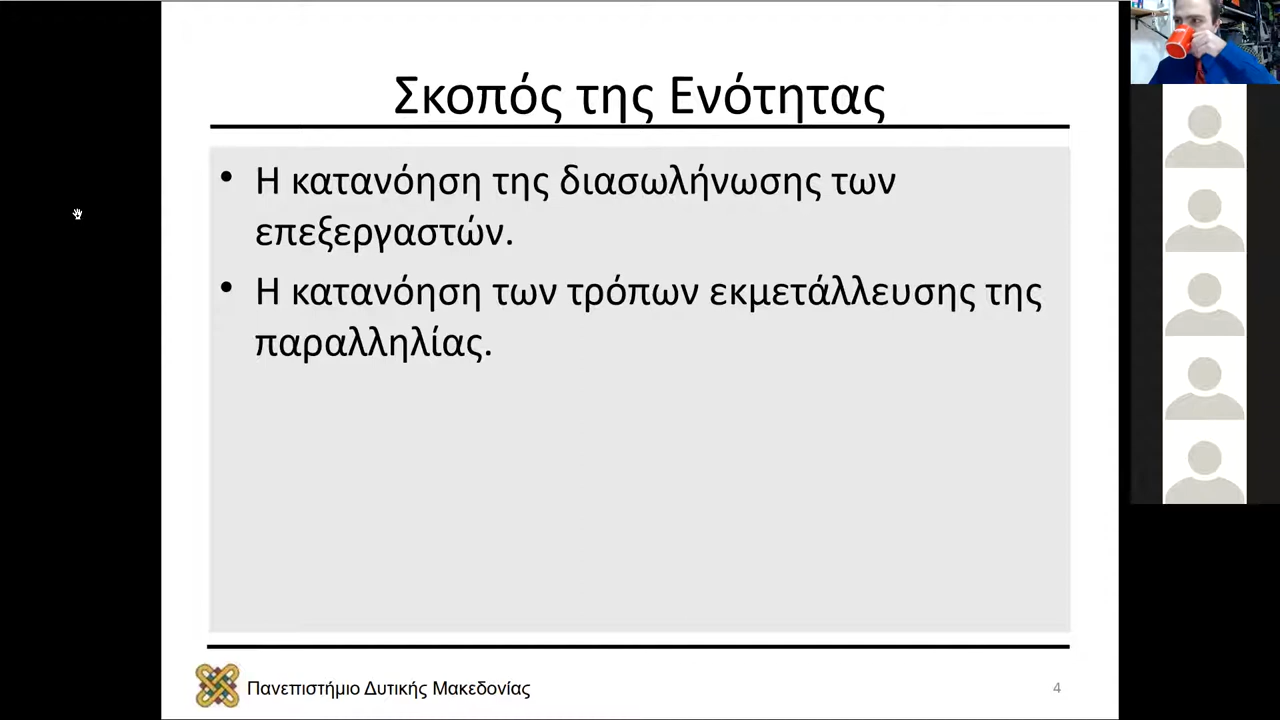 Σκοπός της Ενότητας
• Η κατανόηση της διασωλήνωσης των
επεξεργαστών.
• Η κατανόηση των τρόπων εκμετάλλευσης της
παραλληλίας.
Πανεπιστήμιο Δυτικής Μακεδονίας
4